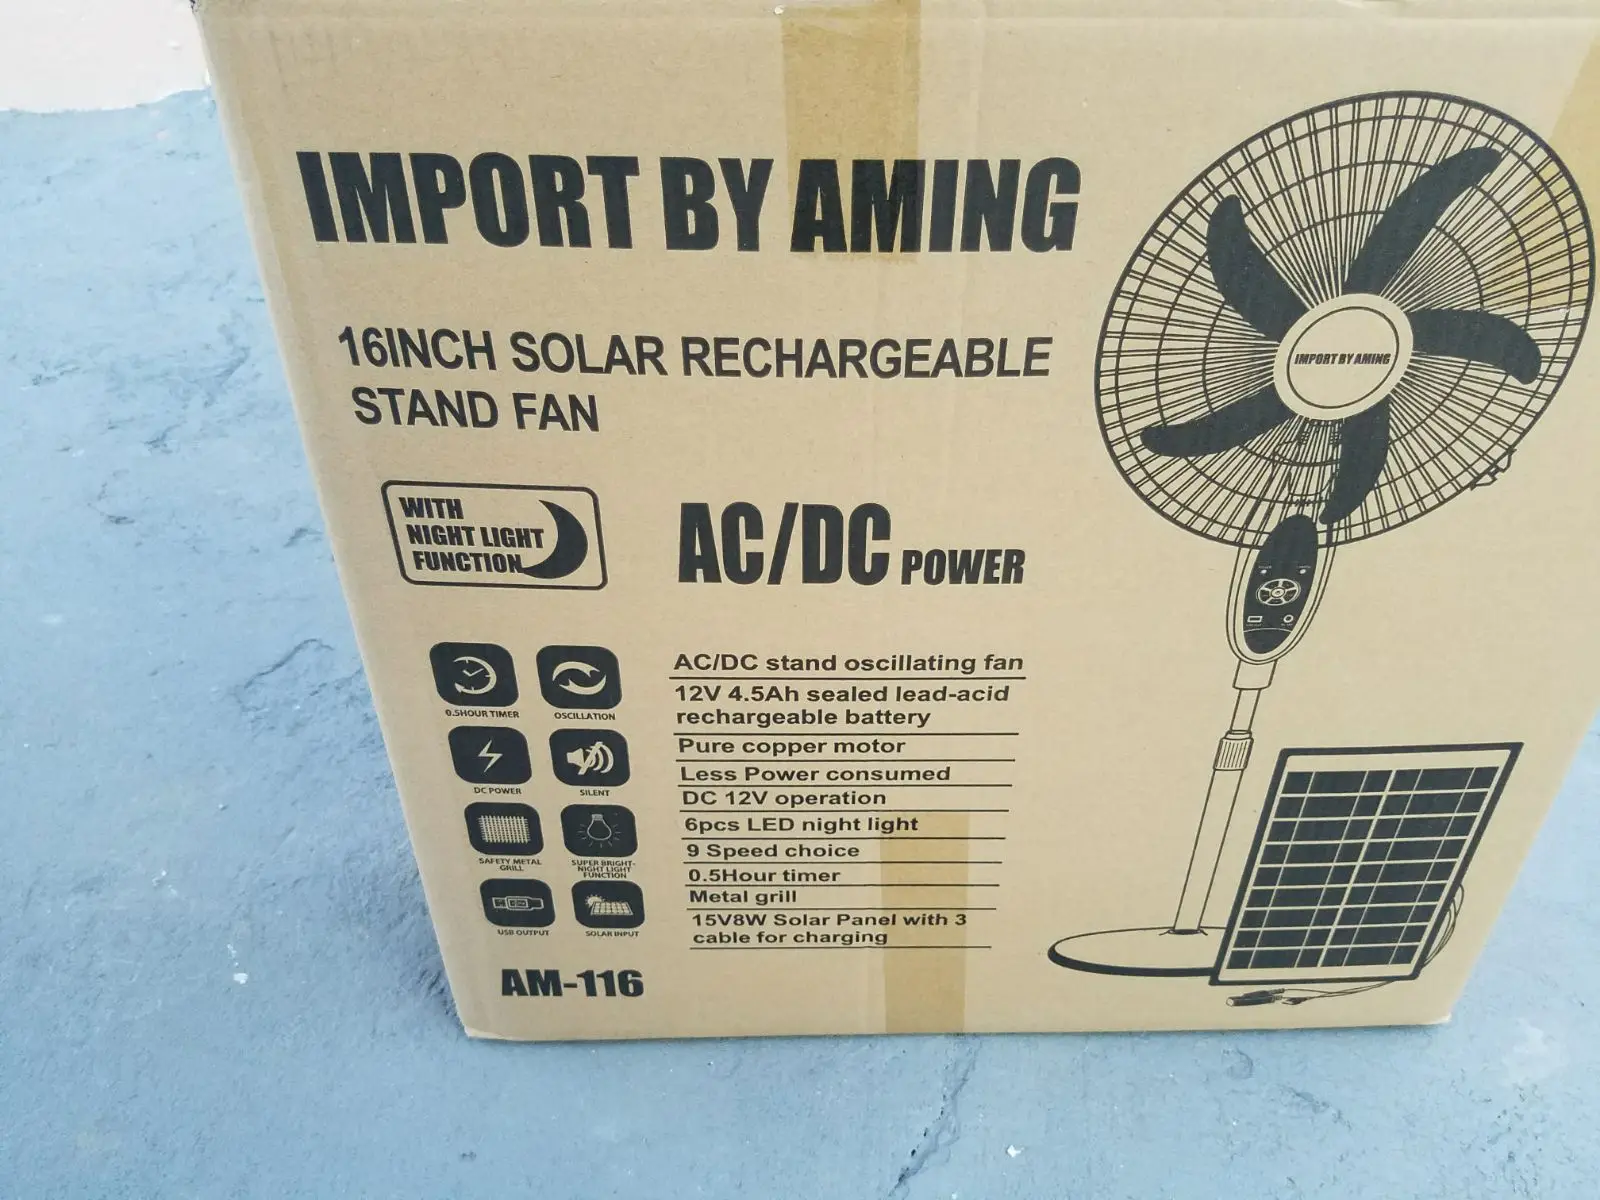 IMPORT BY AMING
16INCH SOLAR RECHARGEABLE
STAND FAN
WITH
NIGHT LIGHT
FUNCTION
AC/DC POWER
IMPORT BY AMING
0.5HOUR TIMER
OSCILLATION
DC POWER
SILENT
SAFETY METAL
GRILL
SUPER BRIGHT-
NIGHT LIGHT
FUNCTION
USB OUTPUT
SOLAR INPUT
AC/DC stand oscillating fan
12V 4.5Ah sealed lead-acid
rechargeable battery
Pure copper motor
Less Power consumed
DC 12V operation
6pcs LED night light
9 Speed choice
0.5Hour timer
Metal grill
15V8W Solar Panel with 3
cable for charging
AM-116